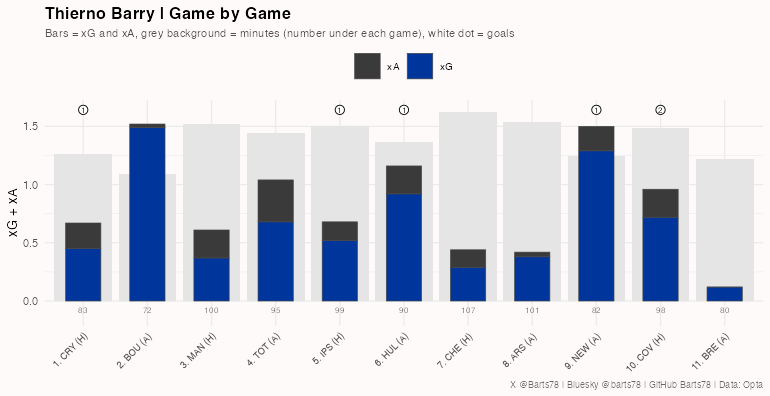 Thierno Barry | Game by Game
Bars = xG and xA, grey background = minutes (number under each game), white dot = goals
xA xG
1 1 1 1 2
1.5
1.0
0.5
0.0
xG + xA
83 72 100 95 99 90 107 101 82 98 80
1. CRY (H) 2. BOU (A) 3. MAN (H) 4. TOT (A) 5. IPS (H) 6. HUL (A) 7. CHE (H) 8. ARS (A) 9. NEW (A) 10. COV (H) 11. BRE (A)
X @Barts78 | Bluesky @barts78 | GitHub Barts78 | Data: Opta